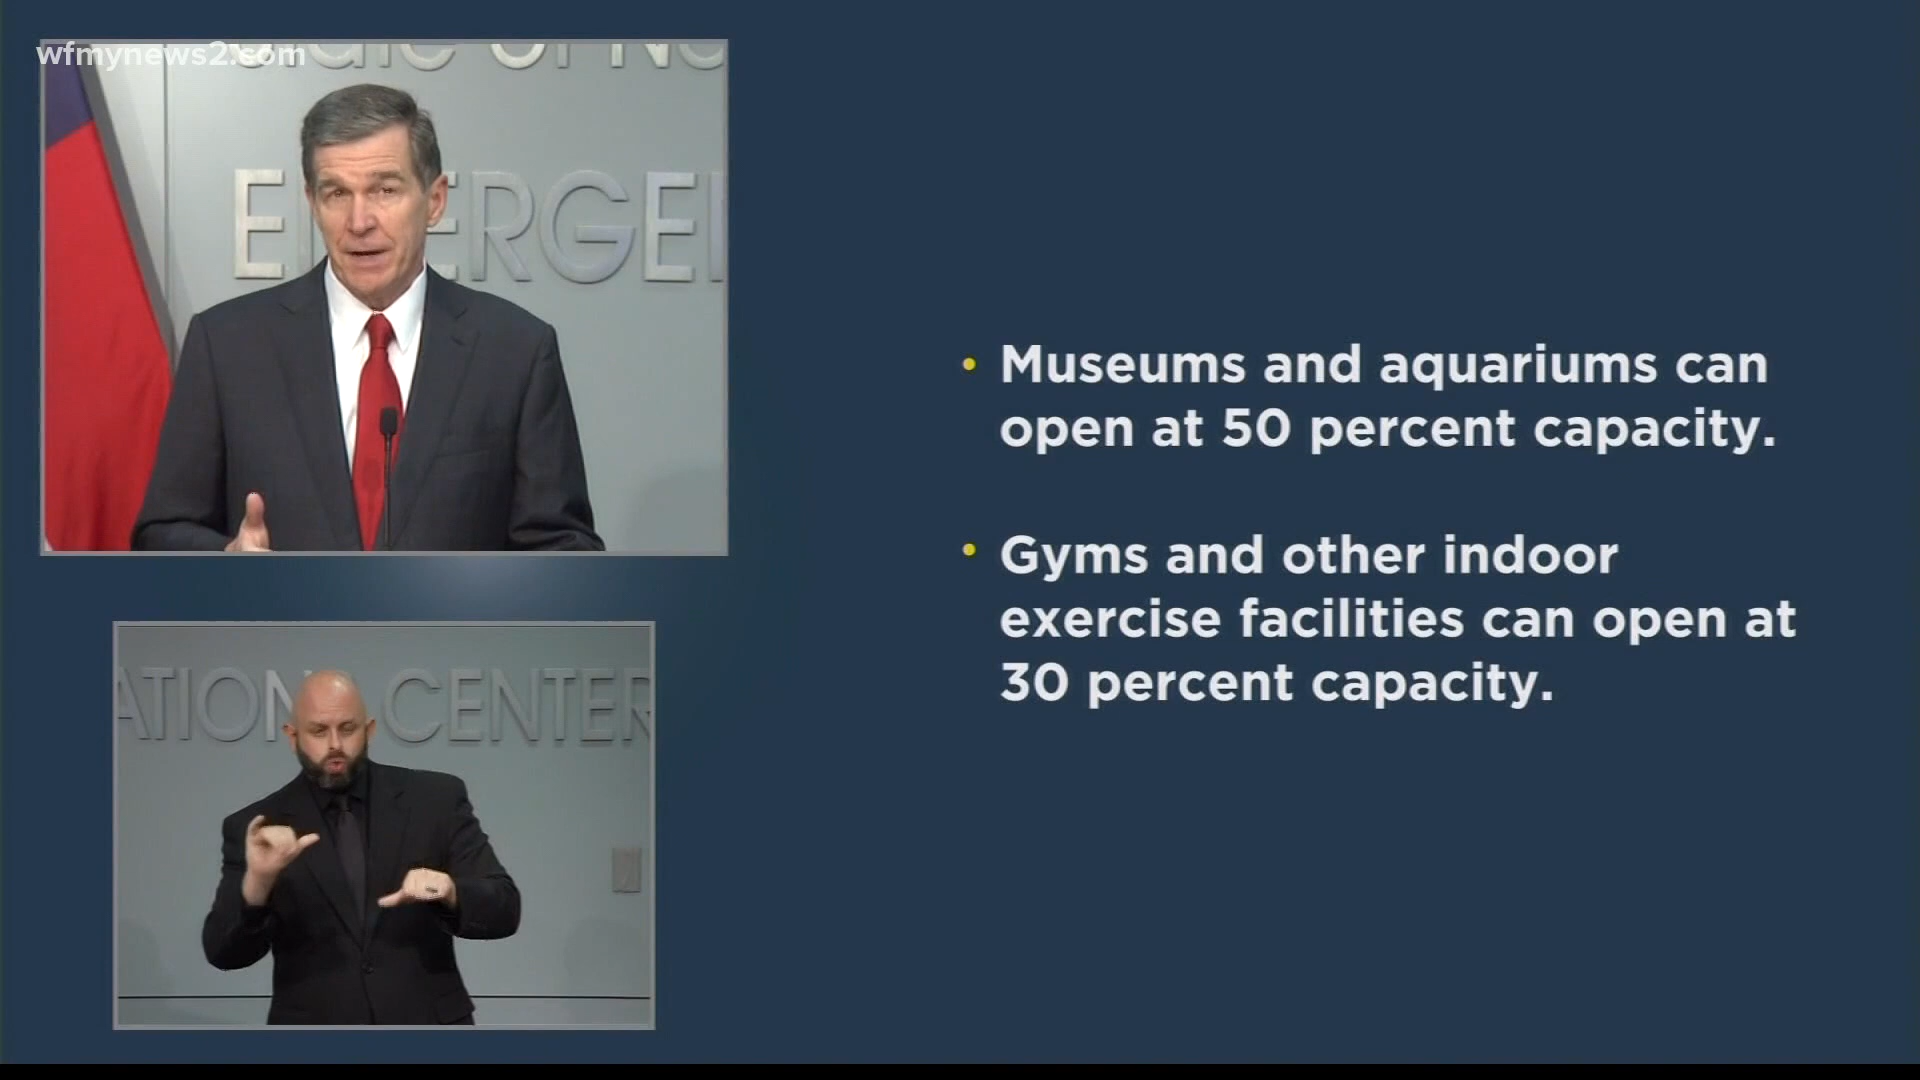 wfmynews2.com
EMERGEN
Museums and aquariums can
open at 50 percent capacity.
Gyms and other indoor
exercise facilities can open at
30 percent capacity.
ATION CENTER